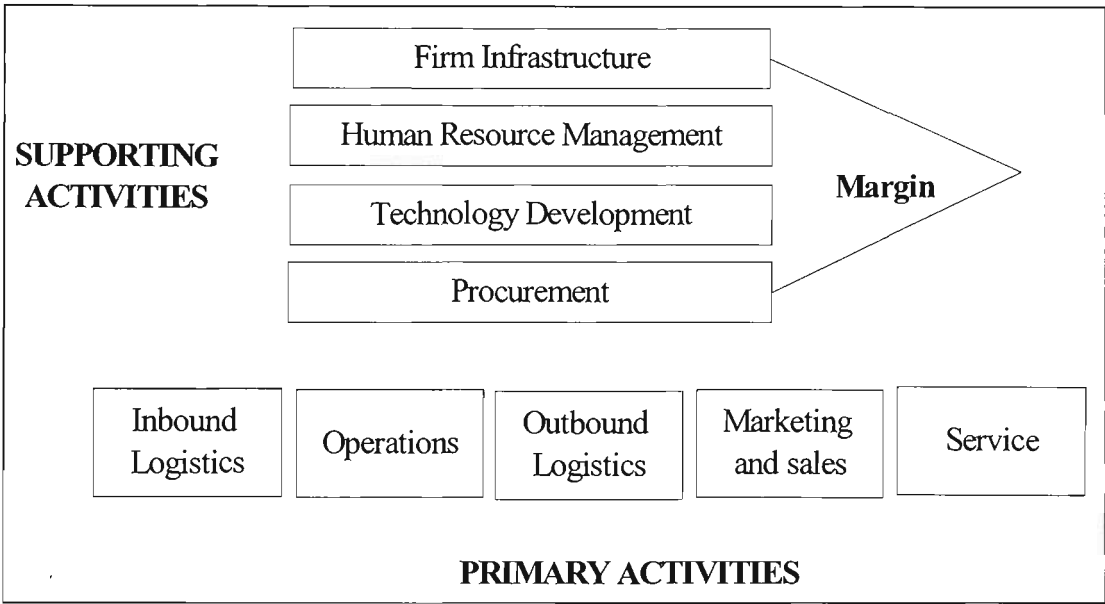 Firm Infrastructure
Human Resource Management
SUPPORTING
ACTIVITIES
Margin
Technology Development
Procurement
Inbound
Logistics
Operations
Outbound
Logistics
Marketing
and sales
Service
PRIMARY ACTIVITIES